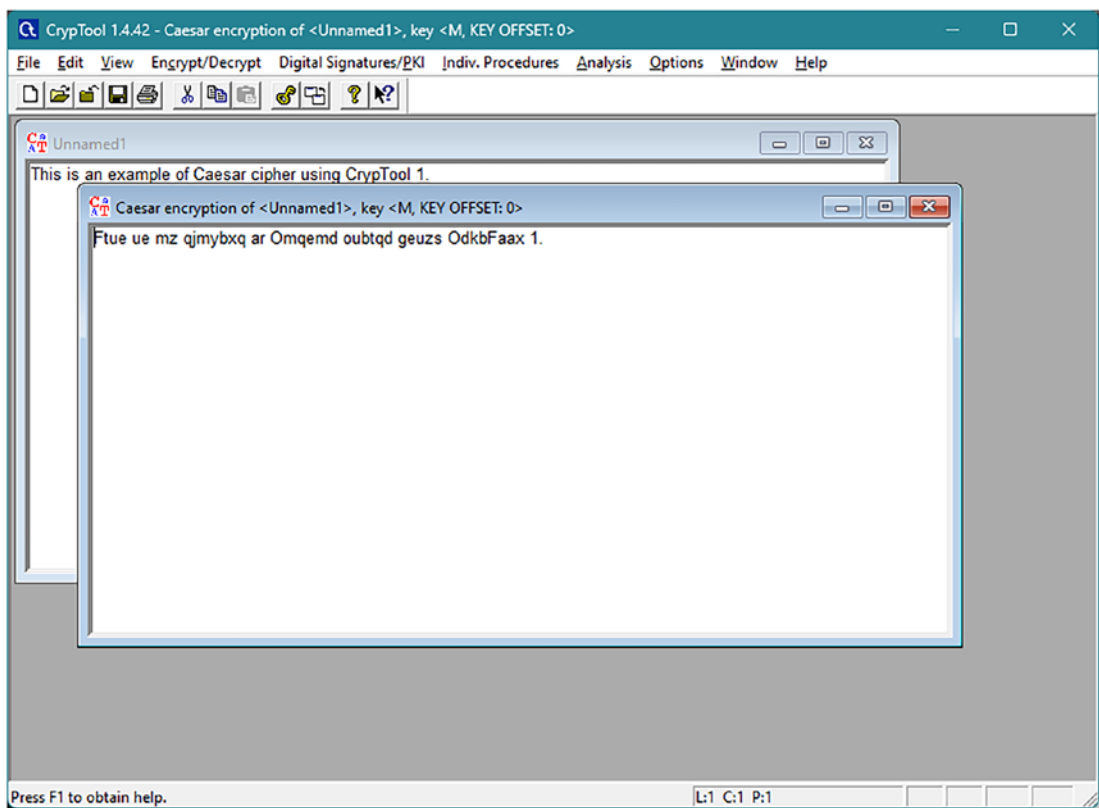 CrypTool 1.4.42 - Caesar encryption of <Unnamed1>, key <M, KEY OFFSET: 0>
File Edit View Encrypt/Decrypt Digital Signatures/PKI Indiv. Procedures Analysis Options Window Help
Unnamed1
This is an example of Caesar cipher using CrypTool 1.
Caesar encryption of <Unnamed1>, key <M, KEY OFFSET: 0>
Ftue ue mz qjmybxq ar Omqemd oubtqd geuzs OdkbFaax 1.
Press F1 to obtain help. L:1 C:1 P:1